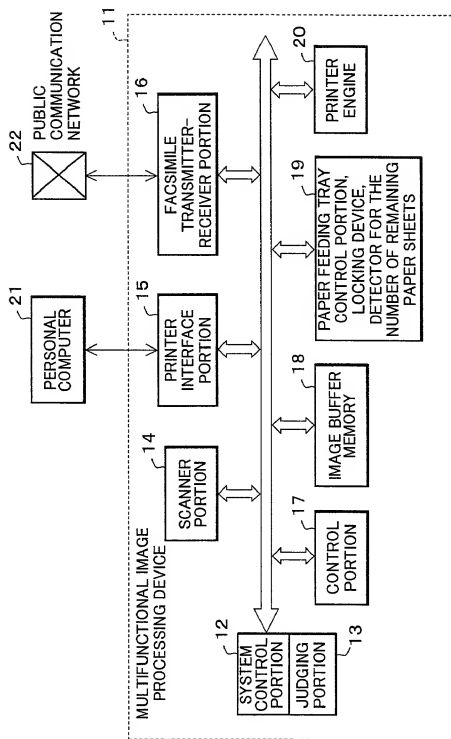 22
PUBLIC
COMMUNICATION
NETWORK
21
PERSONAL
COMPUTER
11
MULTIFUNCTIONAL IMAGE
PROCESSING DEVICE
14
SCANNER
PORTION
15
PRINTER
INTERFACE
PORTION
16
FACSIMILE
TRANSMITTER-
RECEIVER PORTION
12
SYSTEM
CONTROL
PORTION
JUDGING
PORTION
13
17
CONTROL
PORTION
18
IMAGE BUFFER
MEMORY
19
PAPER FEEDING TRAY
CONTROL PORTION,
LOCKING DEVICE,
DETECTOR FOR THE
NUMBER OF REMAINING
PAPER SHEETS
20
PRINTER
ENGINE